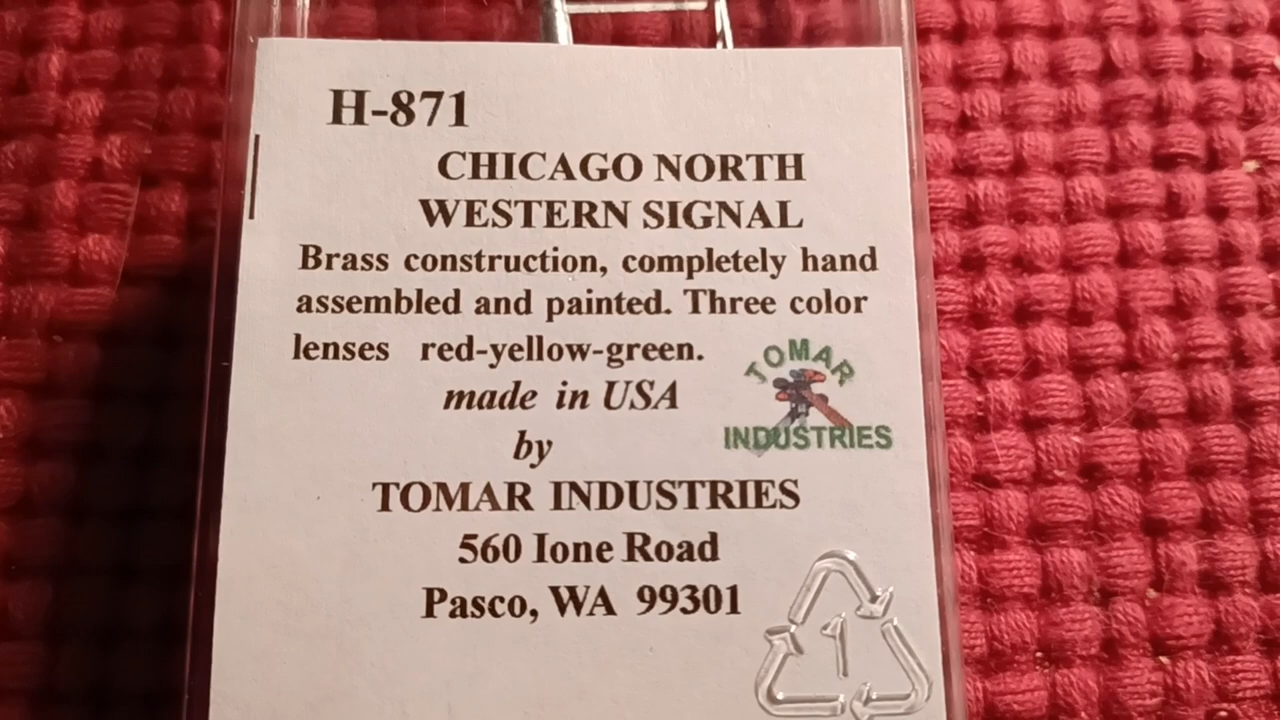 H-871
CHICAGO NORTH
WESTERN SIGNAL
Brass construction, completely hand
assembled and painted. Three color
lenses red-yellow-green.
made in USA
by
TOMAR INDUSTRIES
TOMAR
INDUSTRIES
560 Ione Road
Pasco, WA 99301
1